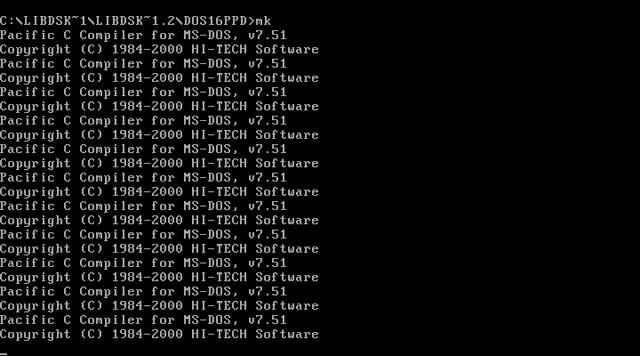 C:\LIBDSK~1\LIBDSK~1.2\DOS16PPD>mk
Pacific C Compiler for MS-DOS, v7.51
Copyright (C) 1984-2000 HI-TECH Software
Pacific C Compiler for MS-DOS, v7.51
Copyright (C) 1984-2000 HI-TECH Software
Pacific C Compiler for MS-DOS, v7.51
Copyright (C) 1984-2000 HI-TECH Software
Pacific C Compiler for MS-DOS, v7.51
Copyright (C) 1984-2000 HI-TECH Software
Pacific C Compiler for MS-DOS, v7.51
Copyright (C) 1984-2000 HI-TECH Software
Pacific C Compiler for MS-DOS, v7.51
Copyright (C) 1984-2000 HI-TECH Software
Pacific C Compiler for MS-DOS, v7.51
Copyright (C) 1984-2000 HI-TECH Software
Pacific C Compiler for MS-DOS, v7.51
Copyright (C) 1984-2000 HI-TECH Software
Pacific C Compiler for MS-DOS, v7.51
Copyright (C) 1984-2000 HI-TECH Software
Pacific C Compiler for MS-DOS, v7.51
Copyright (C) 1984-2000 HI-TECH Software
Pacific C Compiler for MS-DOS, v7.51
Copyright (C) 1984-2000 HI-TECH Software